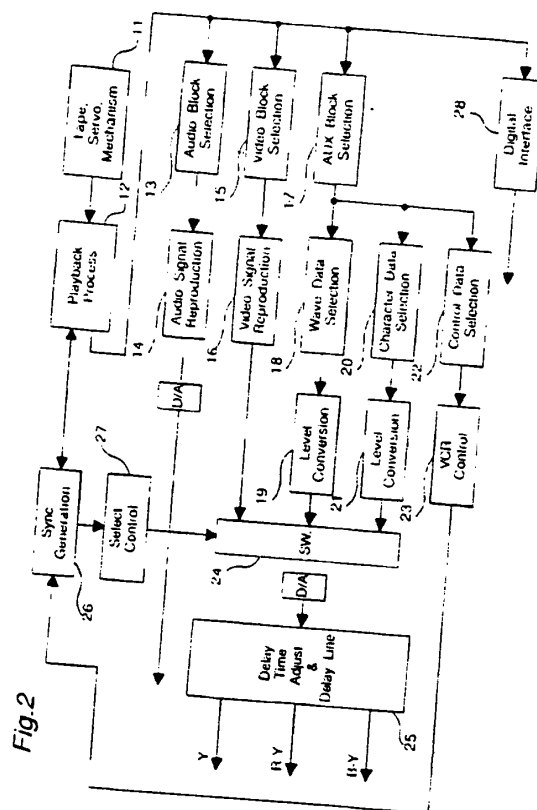 Fig.2
Tape,
Servo,
Mechanism
11
Playback
Process
12
Sync
Generation
26
Select
Control
27
Audio Block
Selection
13
Audio Signal
Reproduction
14
D/A
Video Block
Selection
15
Video Signal
Reproduction
16
AUX Block
Selection
17
Wave Data
Selection
18
Level
Conversion
19
Character Data
Selection
20
Level
Conversion
21
Control Data
Selection
22
VCR
Control
23
SW.
24
D/A
Delay
Time
Adjust
&
Delay Line
25
Y
R-Y
B-Y
Digital
Interface
28